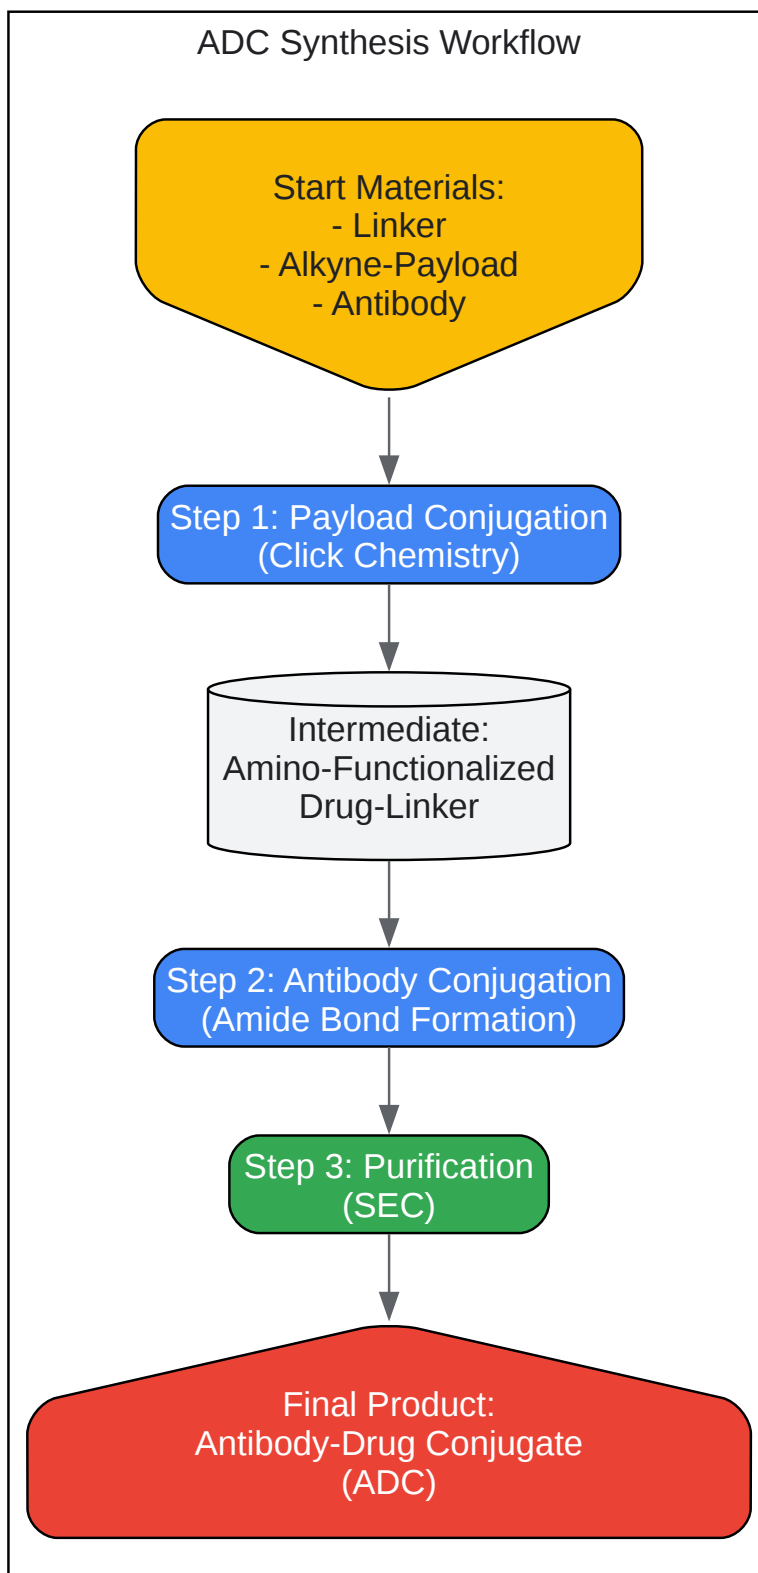 ADC Synthesis Workflow
Start Materials:
- Linker
- Alkyne-Payload
- Antibody
Step 1: Payload Conjugation
(Click Chemistry)
Intermediate:
Amino-Functionalized
Drug-Linker
Step 2: Antibody Conjugation
(Amide Bond Formation)
Step 3: Purification
(SEC)
Final Product:
Antibody-Drug Conjugate
(ADC)